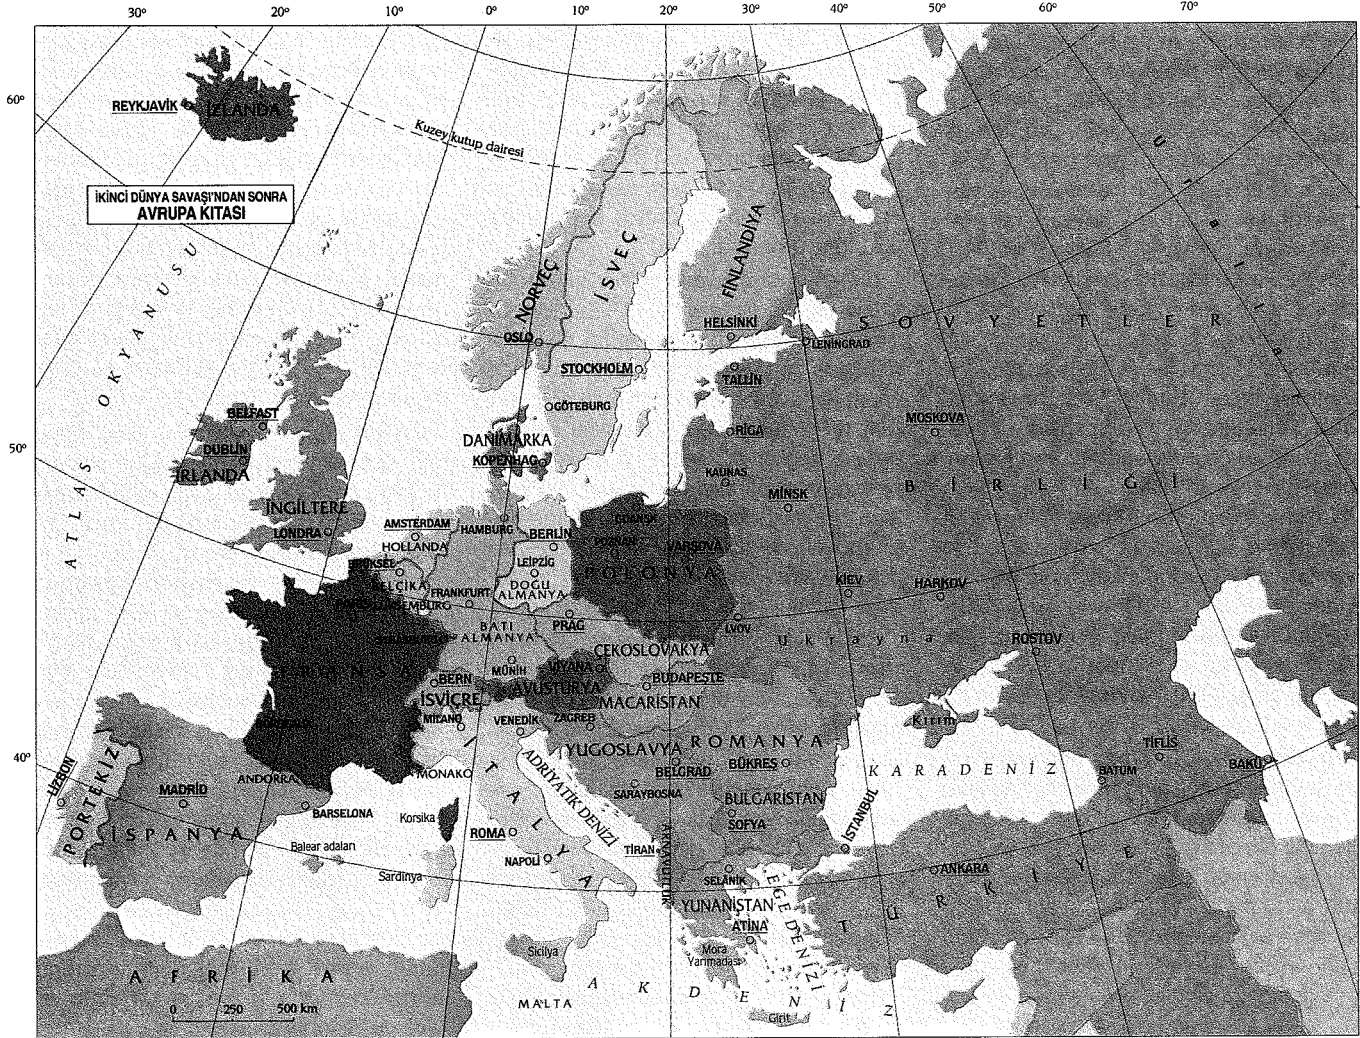 30° 20° 10° 0° 10° 20° 30° 40° 50° 60° 70°
60°
50°
40°
REYKJAVİK
İZLANDA
Kuzey kutup dairesi
İKİNCİ DÜNYA SAVAŞI'NDAN SONRA
AVRUPA KITASI
ATLAS OKYANUSU
NORVEÇ
İSVEÇ
FİNLANDİYA
Urallar
OSLO
HELSİNKİ
SOVYETLER
LENİNGRAD
STOCKHOLM
TALLİN
GÖTEBURG
BELFAST
MOSKOVA
RİGA
DUBLİN
DANİMARKA
KOPENHAG
İRLANDA
KAUNAS
BİRLİĞİ
MİNSK
İNGİLTERE
LONDRA
AMSTERDAM
HAMBURG
BERLİN
GDANSK
HOLLANDA
POZNAN
VARŞOVA
BRÜKSEL
LEİPZİG
POLONYA
BELÇİKA
DOĞU
ALMANYA
KİEV
HARKOV
FRANKFURT
LÜKSEMBURG
PRAG
LVOV
Ukrayna
ROSTOV
BATI
ALMANYA
ÇEKOSLOVAKYA
FRANSA
MÜNİH
VİYANA
BUDAPEŞTE
BERN
AVUSTURYA
İSVİÇRE
MACARİSTAN
MİLANO
VENEDİK
ZAGREB
Kırım
YUGOSLAVYA
ROMANYA
TİFLİS
LİZBON
PORTEKİZ
MADRİD
ANDORRA
MONAKO
İTALYA
ADRİYATİK DENİZİ
BELGRAD
BÜKREŞ
KARADENİZ
BATUM
BAKÜ
SARAYBOSNA
BULGARİSTAN
BARSELONA
Korsika
İSPANYA
ROMA
SOFYA
İSTANBUL
Balear adaları
NAPOLİ
TİRAN
ARNAVUTLUK
Sardinya
SELANİK
ANKARA
TÜRKİYE
YUNANİSTAN
EGE DENİZİ
ATİNA
Sicilya
Mora
Yarımadası
AFRİKA
AKDENİZ
MALTA
Girit
0 250 500 km